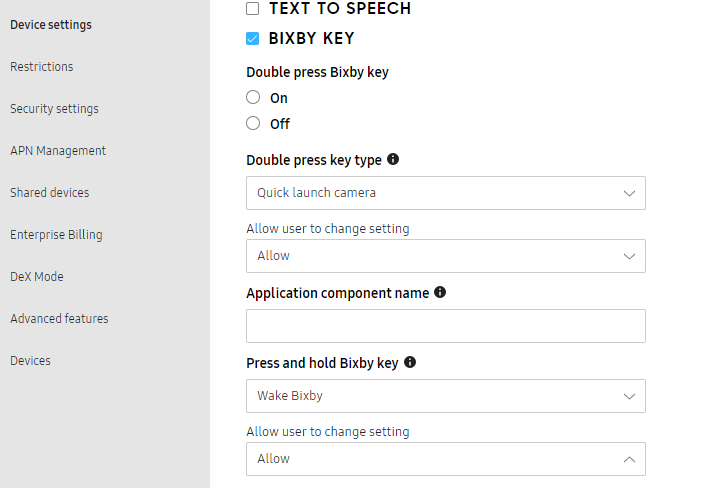 Device settings
Restrictions
Security settings
APN Management
Shared devices
Enterprise Billing
DeX Mode
Advanced features
Devices
TEXT TO SPEECH
BIXBY KEY
Double press Bixby key
On
Off
Double press key type
Quick launch camera
Allow user to change setting
Allow
Application component name
Press and hold Bixby key
Wake Bixby
Allow user to change setting
Allow